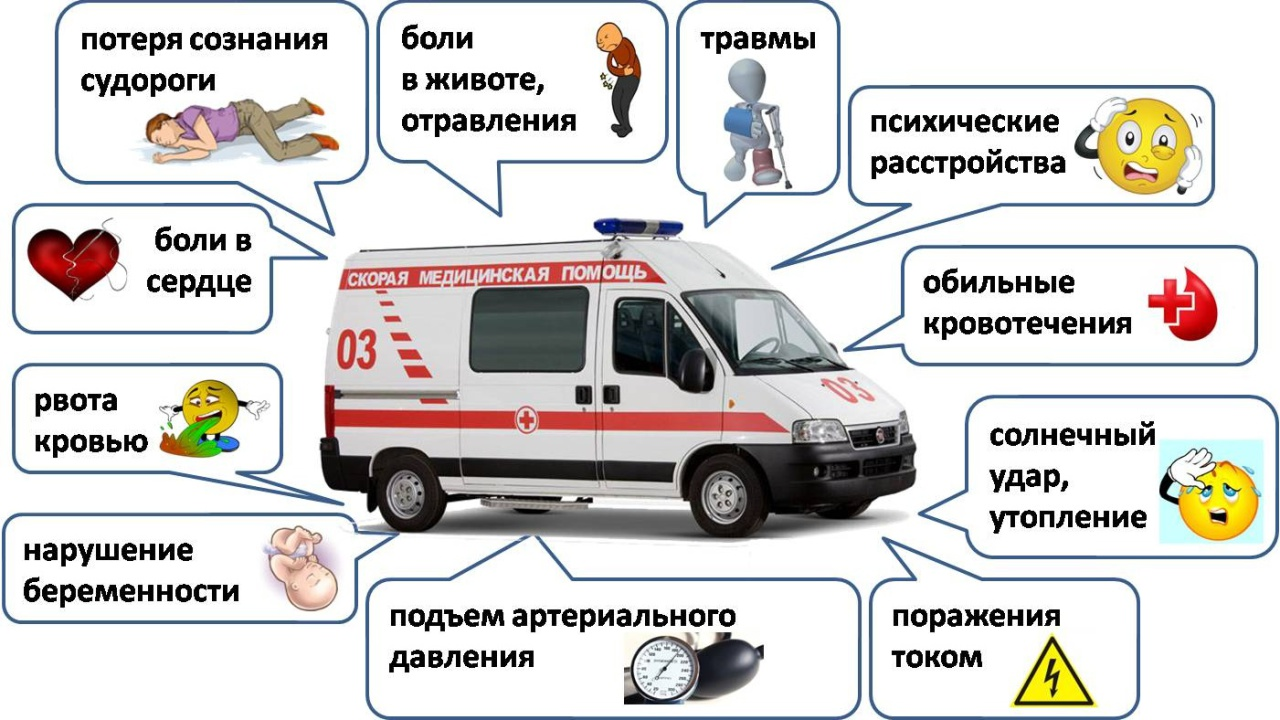 потеря сознания
судороги
боли
в животе,
отравления
травмы
психические
расстройства
боли в
сердце
обильные
кровотечения
СКОРАЯ МЕДИЦИНСКАЯ ПОМОЩЬ
03
03
рвота
кровью
солнечный
удар,
утопление
нарушение
беременности
подъем артериального
давления
поражения
током